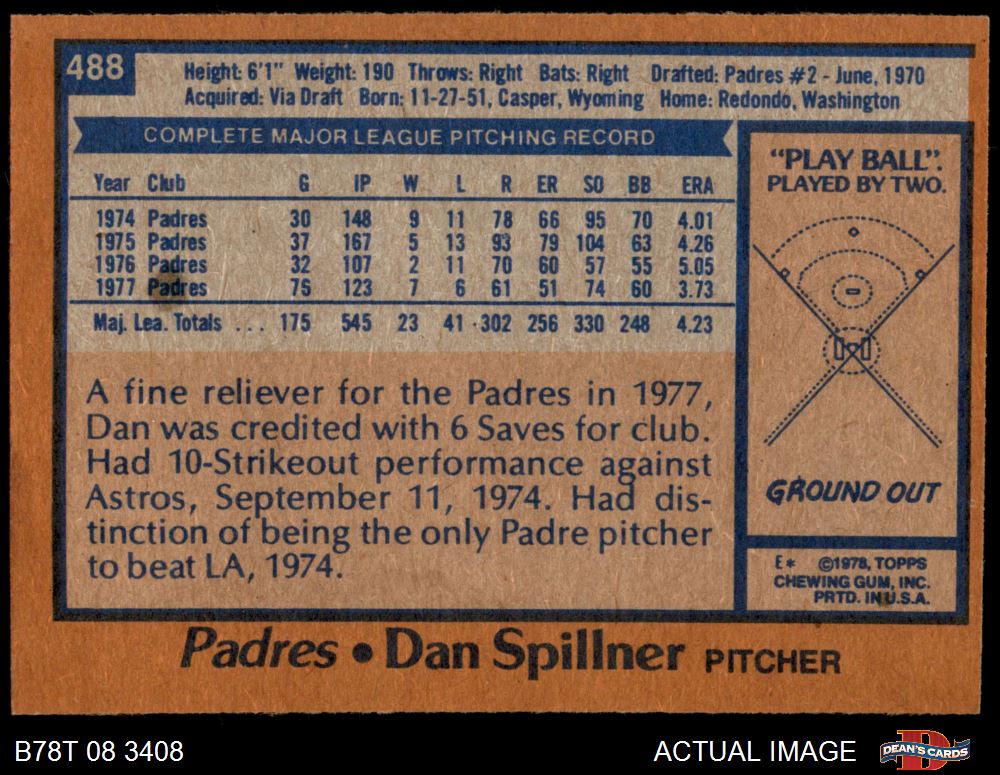 488
Height: 6'1" Weight: 190 Throws: Right Bats: Right Drafted: Padres #2 - June, 1970
Acquired: Via Draft Born: 11-27-51, Casper, Wyoming Home: Redondo, Washington
COMPLETE MAJOR LEAGUE PITCHING RECORD
Year Club G IP W L R ER SO BB ERA
1974 Padres 30 148 9 11 78 66 95 70 4.01
1975 Padres 37 167 5 13 93 79 104 63 4.26
1976 Padres 32 107 2 11 70 60 57 55 5.05
1977 Padres 76 123 7 6 61 51 74 60 3.73
Maj. Lea. Totals ... 175 545 23 41 302 256 330 248 4.23
A fine reliever for the Padres in 1977,
Dan was credited with 6 Saves for club.
Had 10-Strikeout performance against
Astros, September 11, 1974. Had dis-
tinction of being the only Padre pitcher
to beat LA, 1974.
"PLAY BALL".
PLAYED BY TWO.
GROUND OUT
E* ©1978, TOPPS
CHEWING GUM, INC.
PRTD. IN U.S.A.
Padres • Dan Spillner PITCHER
B78T 08 3408
ACTUAL IMAGE
D
DEAN'S CARDS